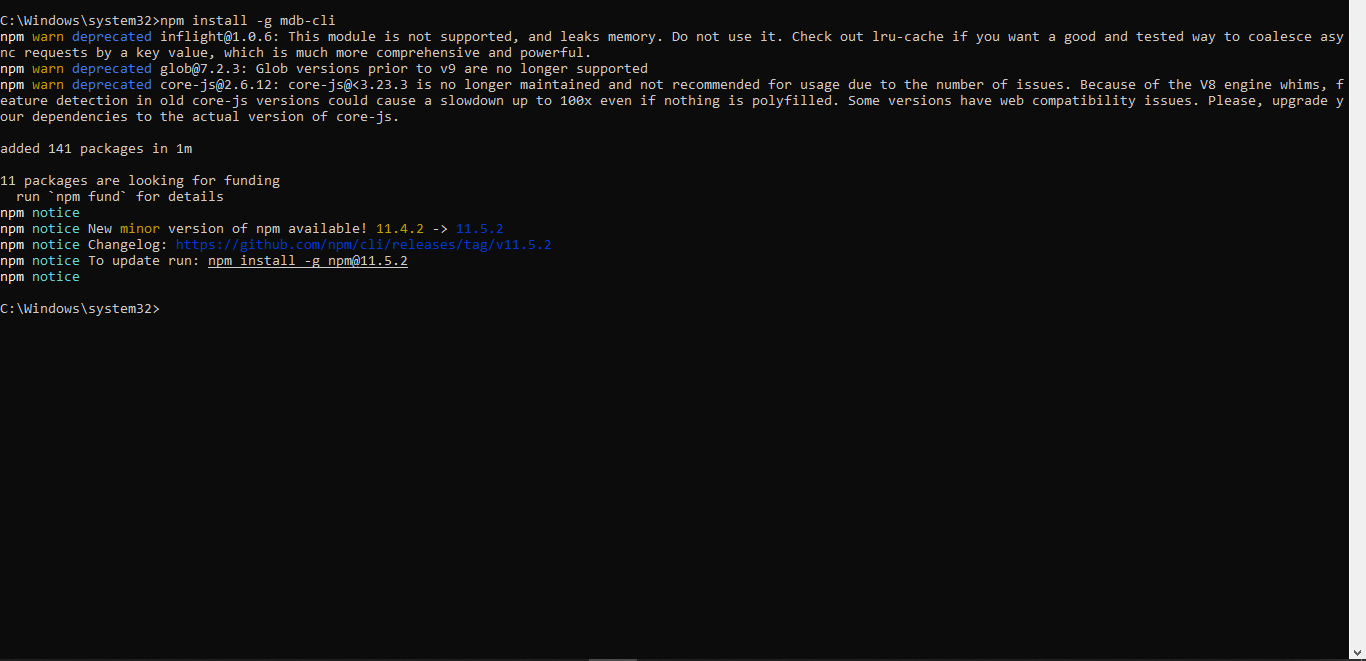 C:\Windows\system32>npm install -g mdb-cli
npm warn deprecated inflight@1.0.6: This module is not supported, and leaks memory. Do not use it. Check out lru-cache if you want a good and tested way to coalesce asy
nc requests by a key value, which is much more comprehensive and powerful.
npm warn deprecated glob@7.2.3: Glob versions prior to v9 are no longer supported
npm warn deprecated core-js@2.6.12: core-js@<3.23.3 is no longer maintained and not recommended for usage due to the number of issues. Because of the V8 engine whims, f
eature detection in old core-js versions could cause a slowdown up to 100x even if nothing is polyfilled. Some versions have web compatibility issues. Please, upgrade y
our dependencies to the actual version of core-js.
added 141 packages in 1m
11 packages are looking for funding
  run `npm fund` for details
npm notice
npm notice New minor version of npm available! 11.4.2 -> 11.5.2
npm notice Changelog: https://github.com/npm/cli/releases/tag/v11.5.2
npm notice To update run: npm install -g npm@11.5.2
npm notice
C:\Windows\system32>